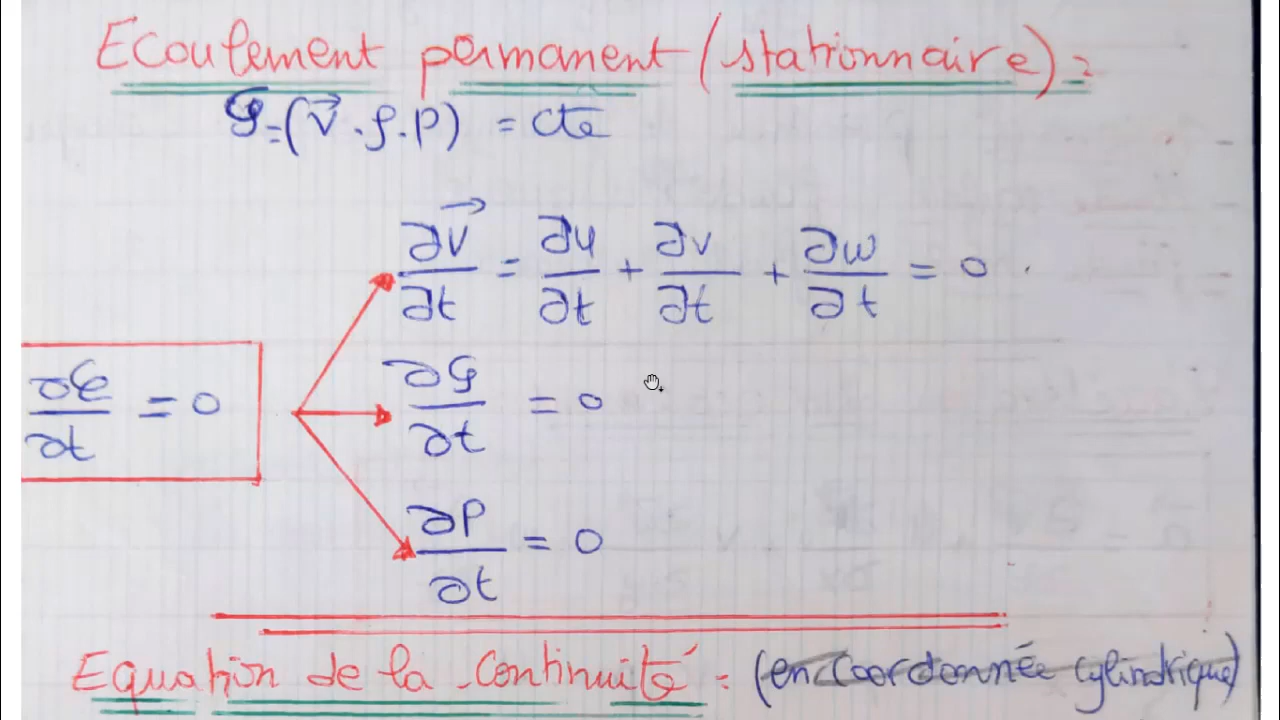 Ecoulement permanent (stationnaire) :
φ = (V⃗ . ρ . P) = cte
∂V⃗/∂t = ∂u/∂t + ∂v/∂t + ∂w/∂t = 0 .
∂φ/∂t = 0
∂ρ/∂t = 0
∂P/∂t = 0
Equation de la continuité : (en coordonnée cylindrique)